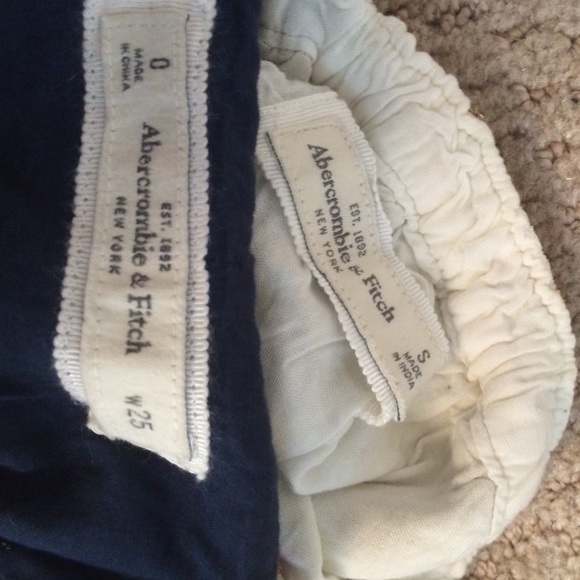 0
MADE
IN CHINA
EST. 1892
Abercrombie & Fitch
NEW YORK
W25
EST. 1892
Abercrombie & Fitch
NEW YORK
S
MADE
IN INDIA